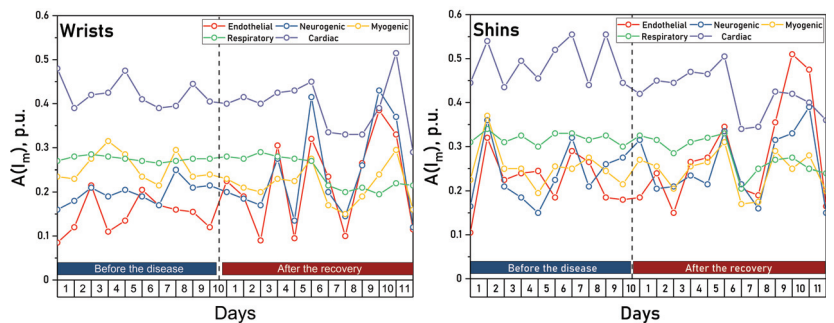 Wrists
Endothelial Neurogenic Myogenic
Respiratory Cardiac
A(Im), p.u.
0.6
0.5
0.4
0.3
0.2
0.1
0
Before the disease After the recovery
1 2 3 4 5 6 7 8 9 10 1 2 3 4 5 6 7 8 9 10 11
Days
Shins
Endothelial Neurogenic Myogenic
Respiratory Cardiac
A(Im), p.u.
0.6
0.5
0.4
0.3
0.2
0.1
0
Before the disease After the recovery
1 2 3 4 5 6 7 8 9 10 1 2 3 4 5 6 7 8 9 10 11
Days